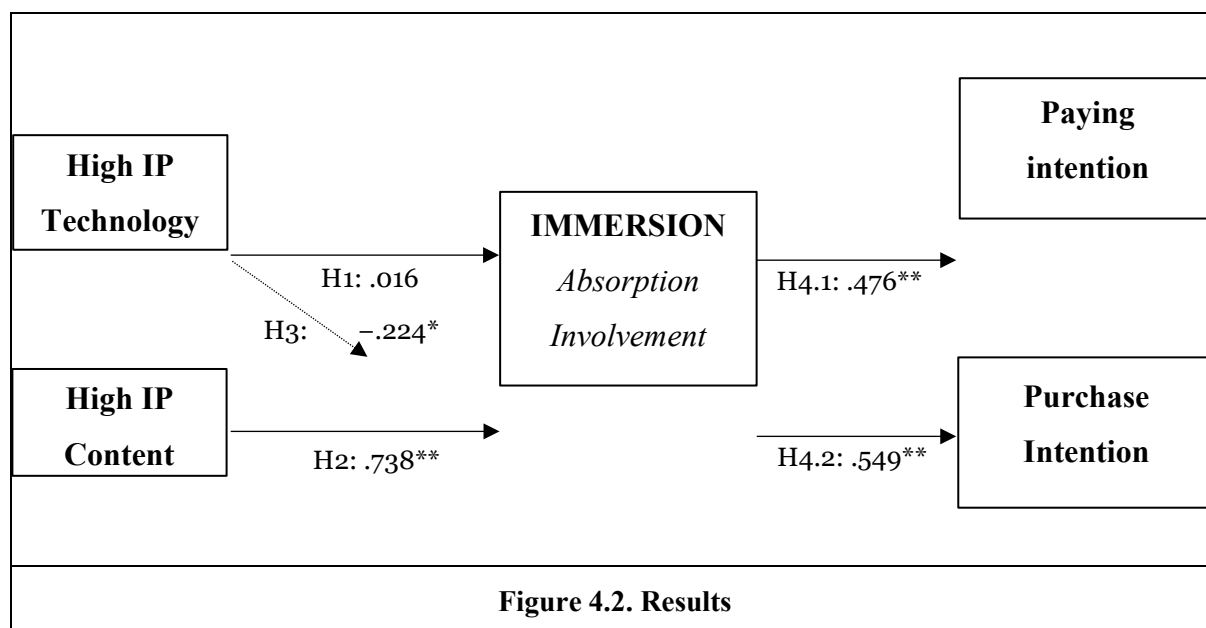 High IP
Technology
H1: .016
H3: −.224*
High IP
Content
H2: .738**
IMMERSION
Absorption
Involvement
H4.1: .476**
H4.2: .549**
Paying
intention
Purchase
Intention
Figure 4.2. Results